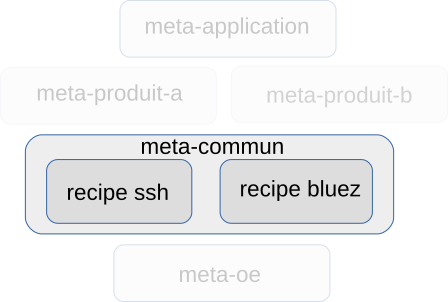 meta-application
meta-produit-a
meta-produit-b
meta-commun
recipe ssh
recipe bluez
meta-oe